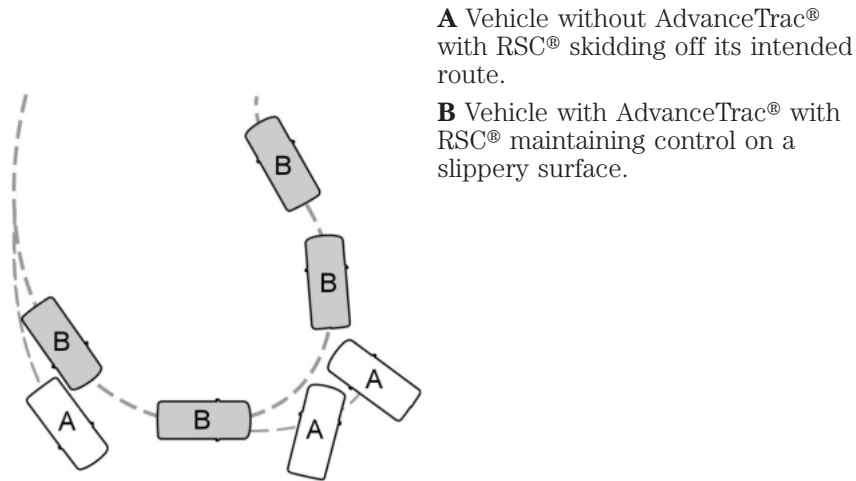 A Vehicle without AdvanceTrac®
with RSC® skidding off its intended
route.
B Vehicle with AdvanceTrac® with
RSC® maintaining control on a
slippery surface.
B
B
B
A
B
A
A